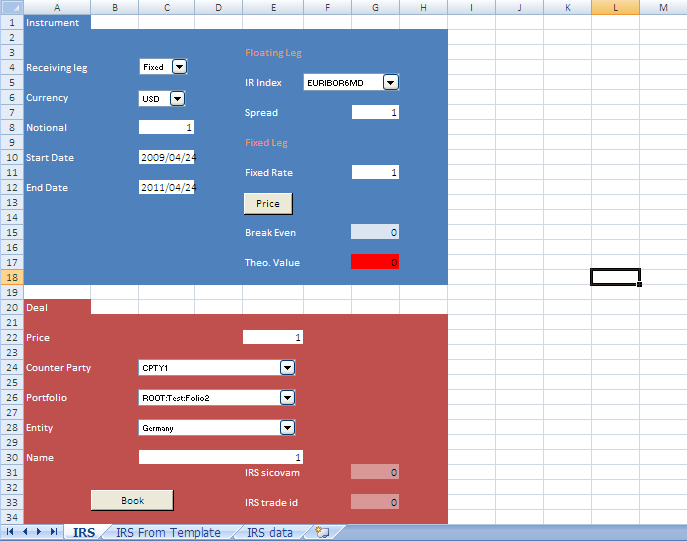 A B C D E F G H I J K L M
1 Instrument
2
3 Floating Leg
4 Receiving leg Fixed
5 IR Index EURIBOR6MD
6 Currency USD
7 Spread 1
8 Notional 1
9 Fixed Leg
10 Start Date 2009/04/24
11 Fixed Rate 1
12 End Date 2011/04/24
13 Price
14
15 Break Even 0
16
17 Theo. Value 0
18
19
20 Deal
21
22 Price 1
23
24 Counter Party CPTY1
25
26 Portfolio ROOT:Test:Folio2
27
28 Entity Germany
29
30 Name 1
31 IRS sicovam 0
32 Book
33 IRS trade id 0
34
IRS IRS From Template IRS data